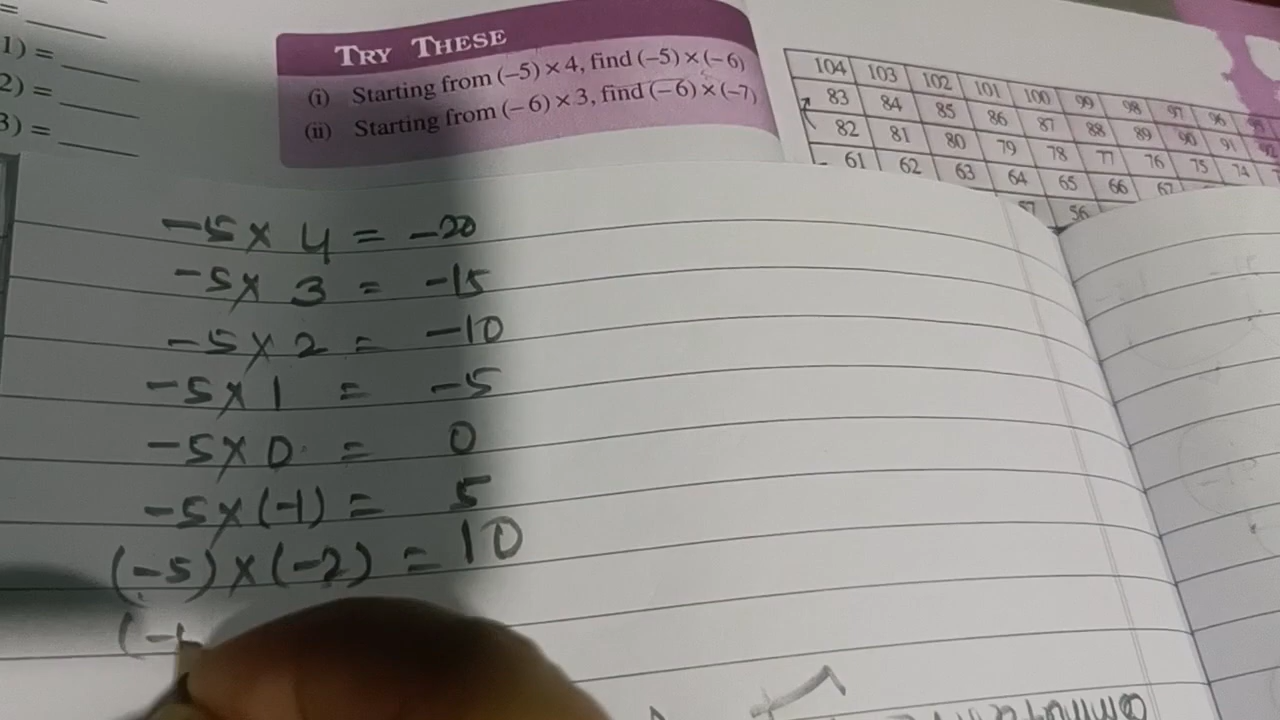 =
1) =
2) =
3) =
TRY THESE
(i) Starting from (–5) × 4, find (–5) × (–6)
(ii) Starting from (– 6) × 3, find (–6) × (–7)
104 103 102 101 100 99 98 97 96 95
83 84 85 86 87 88 89 90 91 92
82 81 80 79 78 77 76 75 74
61 62 63 64 65 66 67
57 56
-5 × 4 = -20
-5 × 3 = -15
-5 × 2 = -10
-5 × 1 = -5
-5 × 0 = 0
-5 × (-1) = 5
(-5) × (-2) = 10
(-